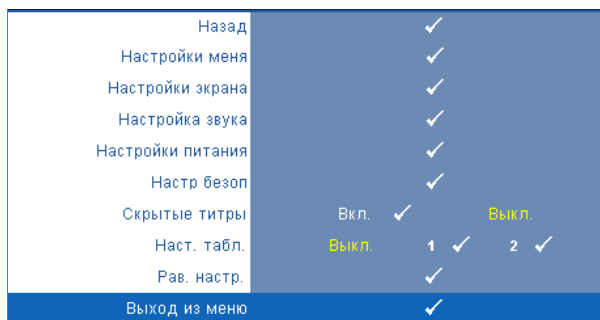 Назад ✓
Настройки меня ✓
Настройки экрана ✓
Настройка звука ✓
Настройки питания ✓
Настр безоп ✓
Скрытые титры Вкл. ✓ Выкл.
Наст. табл. Выкл. 1 ✓ 2 ✓
Рав. настр. ✓
Выход из меню ✓